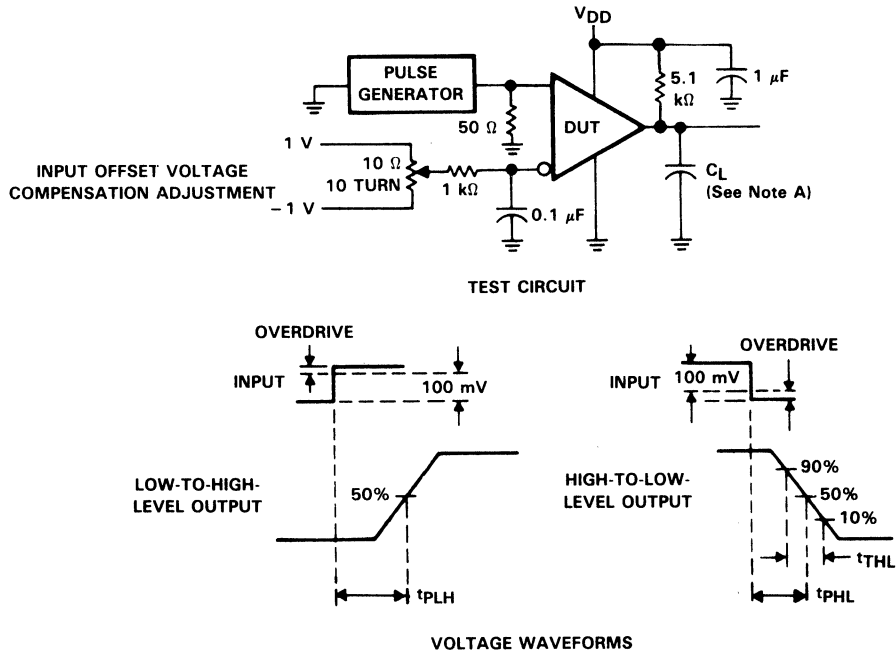 VDD
PULSE
GENERATOR
5.1
kΩ
1 μF
50 Ω
DUT
1 V
INPUT OFFSET VOLTAGE
COMPENSATION ADJUSTMENT
10 Ω
10 TURN
1 kΩ
CL
(See Note A)
– 1 V
0.1 μF
TEST CIRCUIT
OVERDRIVE
INPUT
100 mV
LOW-TO-HIGH-
LEVEL OUTPUT
50%
tPLH
OVERDRIVE
INPUT
100 mV
HIGH-TO-LOW-
LEVEL OUTPUT
90%
50%
10%
tTHL
tPHL
VOLTAGE WAVEFORMS